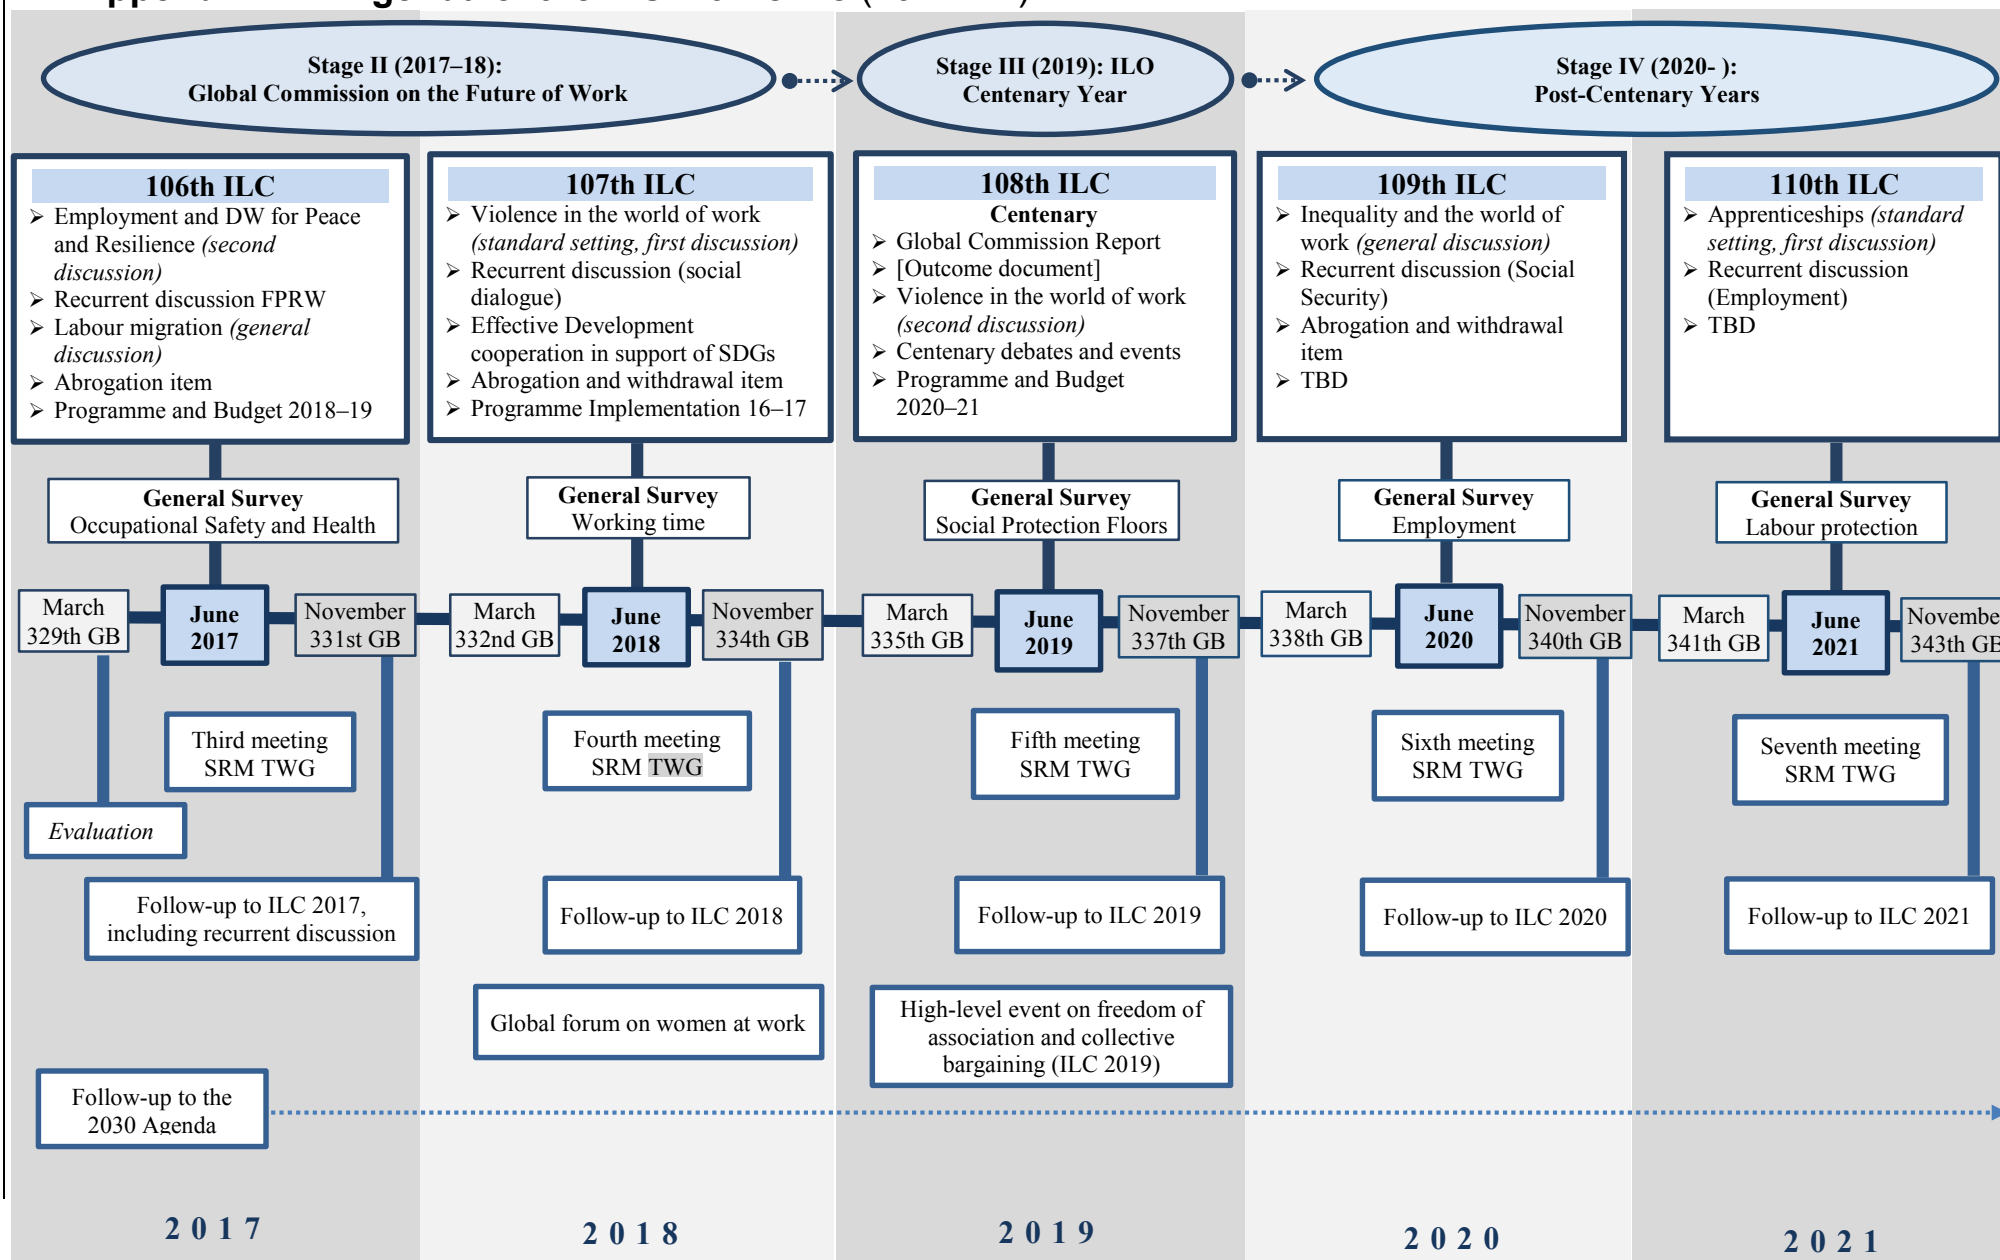 Stage II (2017–18):
Global Commission on the Future of Work
Stage III (2019): ILO
Centenary Year
Stage IV (2020- ):
Post-Centenary Years
106th ILC
➢ Employment and DW for Peace
and Resilience (second
discussion)
➢ Recurrent discussion FPRW
➢ Labour migration (general
discussion)
➢ Abrogation item
➢ Programme and Budget 2018–19
107th ILC
➢ Violence in the world of work
(standard setting, first discussion)
➢ Recurrent discussion (social
dialogue)
➢ Effective Development
cooperation in support of SDGs
➢ Abrogation and withdrawal item
➢ Programme Implementation 16–17
108th ILC
Centenary
➢ Global Commission Report
➢ [Outcome document]
➢ Violence in the world of work
(second discussion)
➢ Centenary debates and events
➢ Programme and Budget
2020–21
109th ILC
➢ Inequality and the world of
work (general discussion)
➢ Recurrent discussion (Social
Security)
➢ Abrogation and withdrawal
item
➢ TBD
110th ILC
➢ Apprenticeships (standard
setting, first discussion)
➢ Recurrent discussion
(Employment)
➢ TBD
General Survey
Occupational Safety and Health
General Survey
Working time
General Survey
Social Protection Floors
General Survey
Employment
General Survey
Labour protection
March
329th GB
June
2017
November
331st GB
March
332nd GB
June
2018
November
334th GB
March
335th GB
June
2019
November
337th GB
March
338th GB
June
2020
November
340th GB
March
341th GB
June
2021
Novembe
343th GB
Third meeting
SRM TWG
Fourth meeting
SRM TWG
Fifth meeting
SRM TWG
Sixth meeting
SRM TWG
Seventh meeting
SRM TWG
Evaluation
Follow-up to ILC 2017,
including recurrent discussion
Follow-up to ILC 2018
Follow-up to ILC 2019
Follow-up to ILC 2020
Follow-up to ILC 2021
Global forum on women at work
High-level event on freedom of
association and collective
bargaining (ILC 2019)
Follow-up to the
2030 Agenda
2017
2018
2019
2020
2021